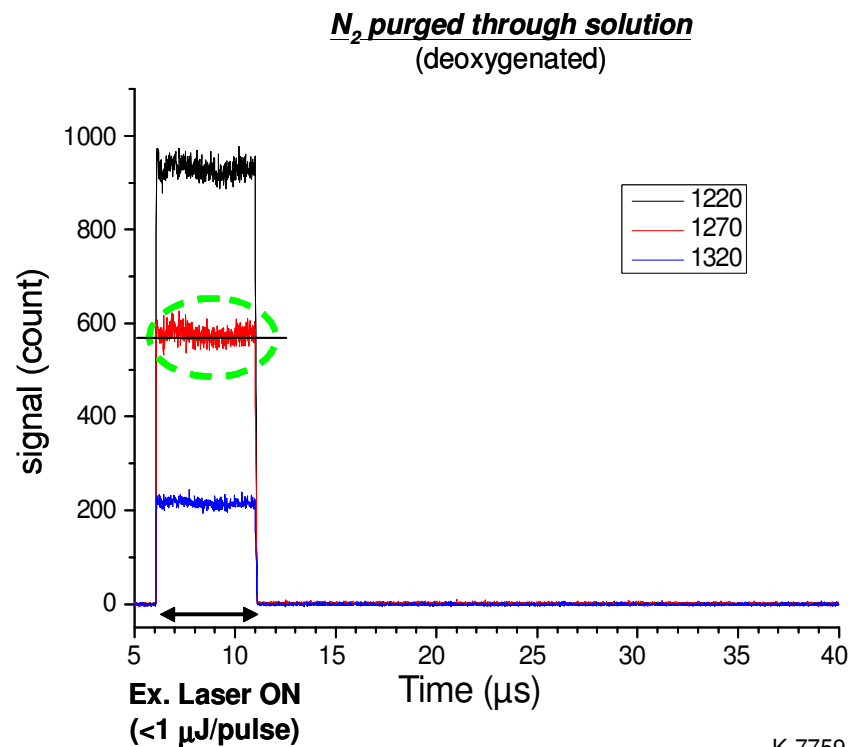 N₂ purged through solution
(deoxygenated)
1000
800
600
400
200
0
signal (count)
1220
1270
1320
5 10 15 20 25 30 35 40
Ex. Laser ON
(<1 μJ/pulse)
Time (μs)
K-7759